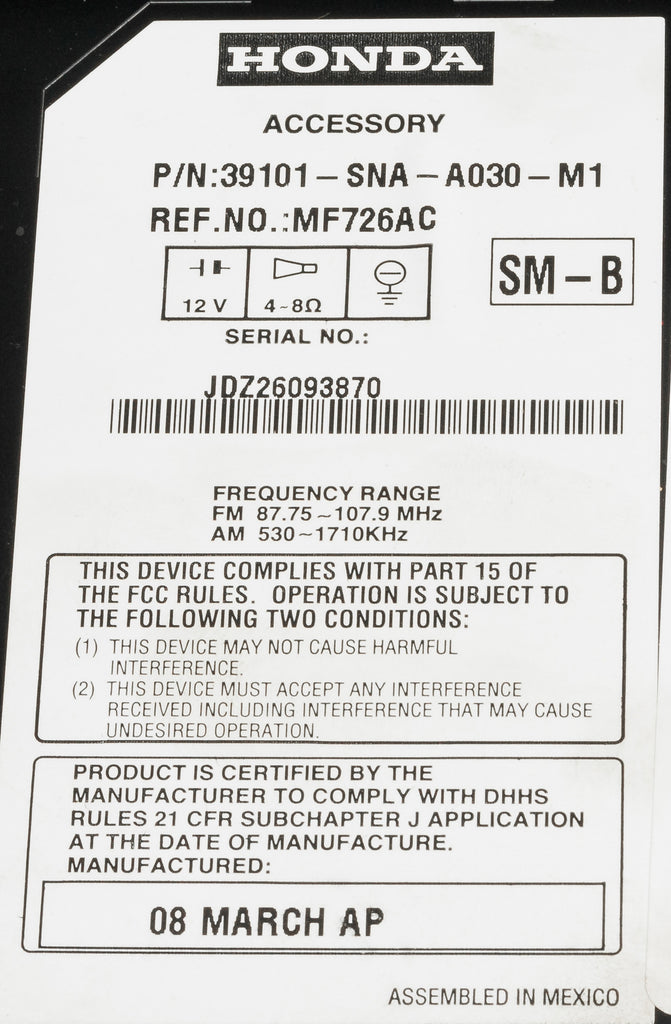 HONDA
ACCESSORY
P/N:39101-SNA-A030-M1
REF.NO.:MF726AC
12 V
4~8Ω
SM-B
SERIAL NO.:
JDZ26093870
FREQUENCY RANGE
FM 87.75~107.9 MHz
AM 530~1710KHz
THIS DEVICE COMPLIES WITH PART 15 OF
THE FCC RULES. OPERATION IS SUBJECT TO
THE FOLLOWING TWO CONDITIONS:
(1) THIS DEVICE MAY NOT CAUSE HARMFUL
INTERFERENCE.
(2) THIS DEVICE MUST ACCEPT ANY INTERFERENCE
RECEIVED INCLUDING INTERFERENCE THAT MAY CAUSE
UNDESIRED OPERATION.
PRODUCT IS CERTIFIED BY THE
MANUFACTURER TO COMPLY WITH DHHS
RULES 21 CFR SUBCHAPTER J APPLICATION
AT THE DATE OF MANUFACTURE.
MANUFACTURED:
08 MARCH AP
ASSEMBLED IN MEXICO